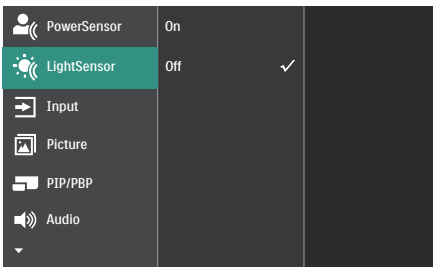 PowerSensor
On
LightSensor
Off
Input
Picture
PIP/PBP
Audio